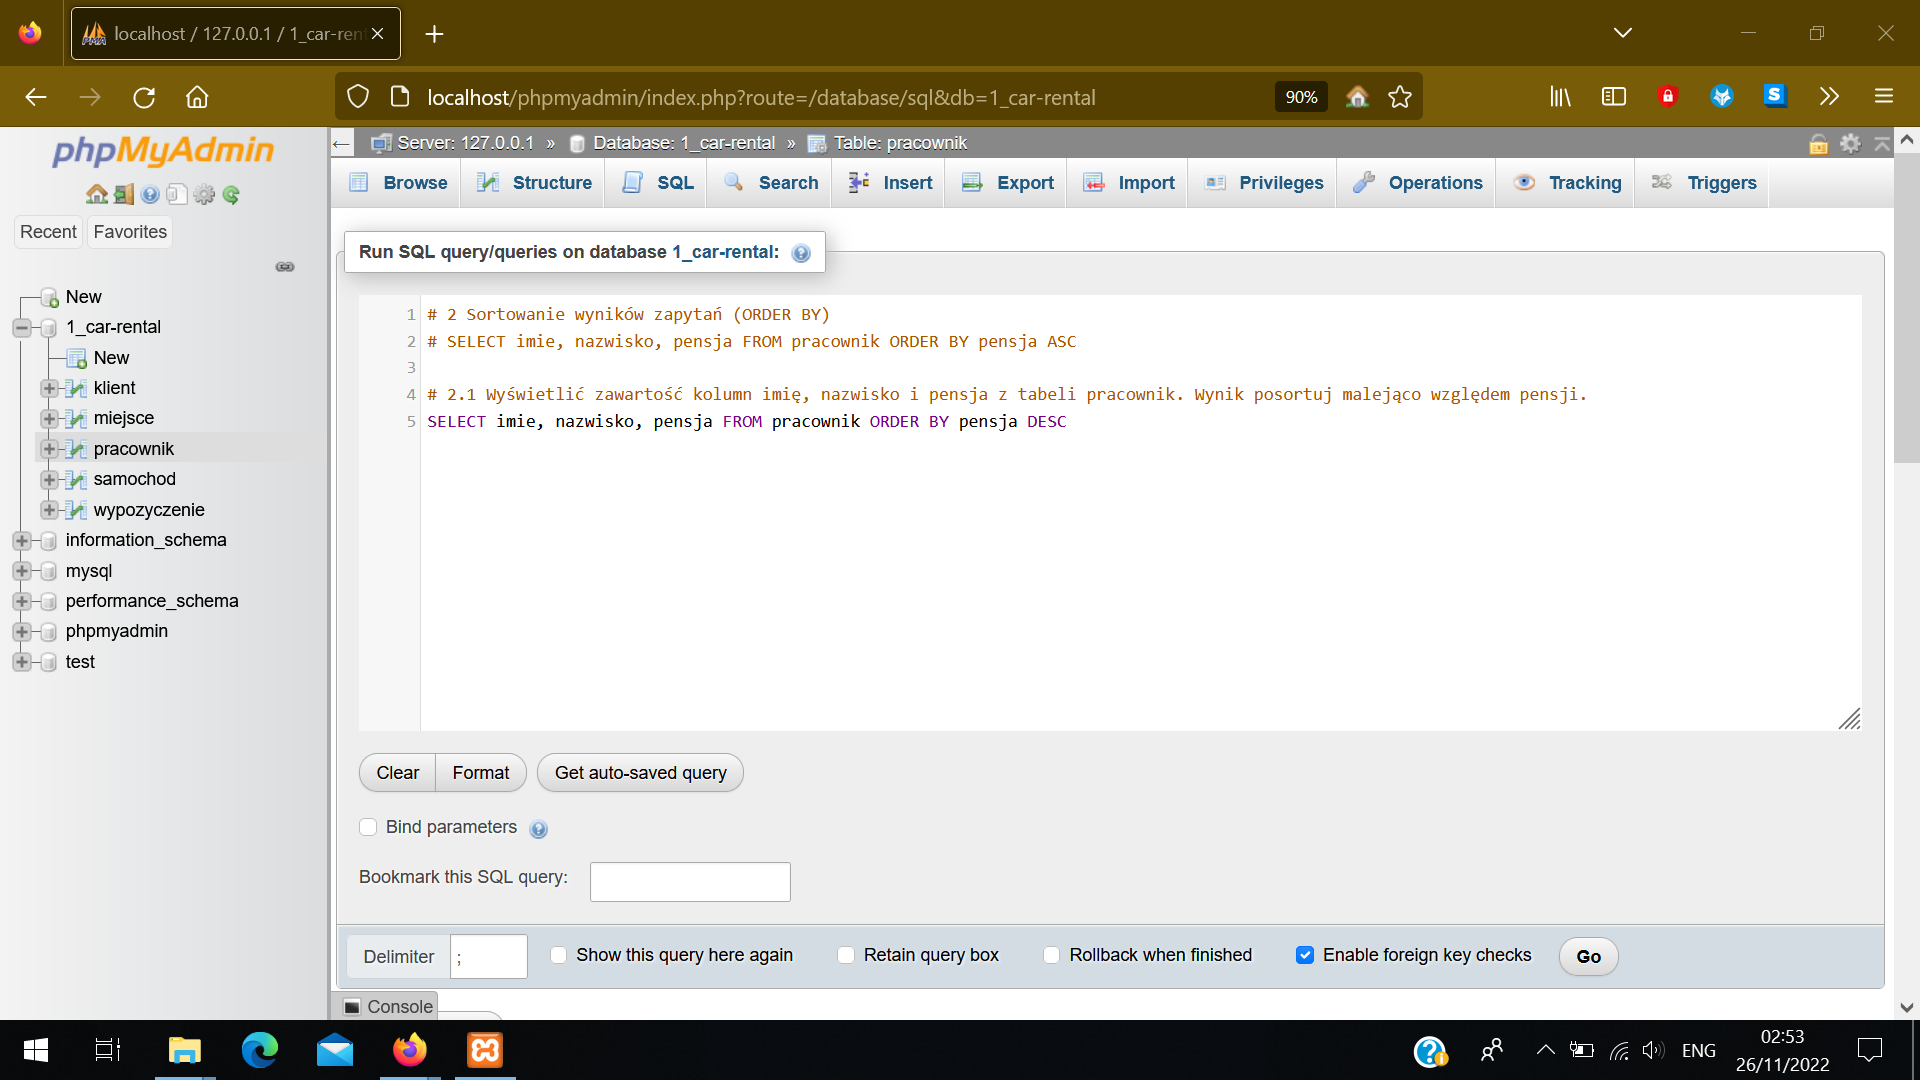 localhost / 127.0.0.1 / 1_car-ren
localhost/phpmyadmin/index.php?route=/database/sql&db=1_car-rental
90%
phpMyAdmin
Recent
Favorites
New
1_car-rental
New
klient
miejsce
pracownik
samochod
wypozyczenie
information_schema
mysql
performance_schema
phpmyadmin
test
Server: 127.0.0.1 » Database: 1_car-rental » Table: pracownik
Browse Structure SQL Search Insert Export Import Privileges Operations Tracking Triggers
Run SQL query/queries on database 1_car-rental:
1 # 2 Sortowanie wyników zapytań (ORDER BY)
2 # SELECT imie, nazwisko, pensja FROM pracownik ORDER BY pensja ASC
3
4 # 2.1 Wyświetlić zawartość kolumn imię, nazwisko i pensja z tabeli pracownik. Wynik posortuj malejąco względem pensji.
5 SELECT imie, nazwisko, pensja FROM pracownik ORDER BY pensja DESC
Clear Format Get auto-saved query
Bind parameters
Bookmark this SQL query:
Delimiter ; Show this query here again Retain query box Rollback when finished Enable foreign key checks Go
Console
ENG
02:53
26/11/2022